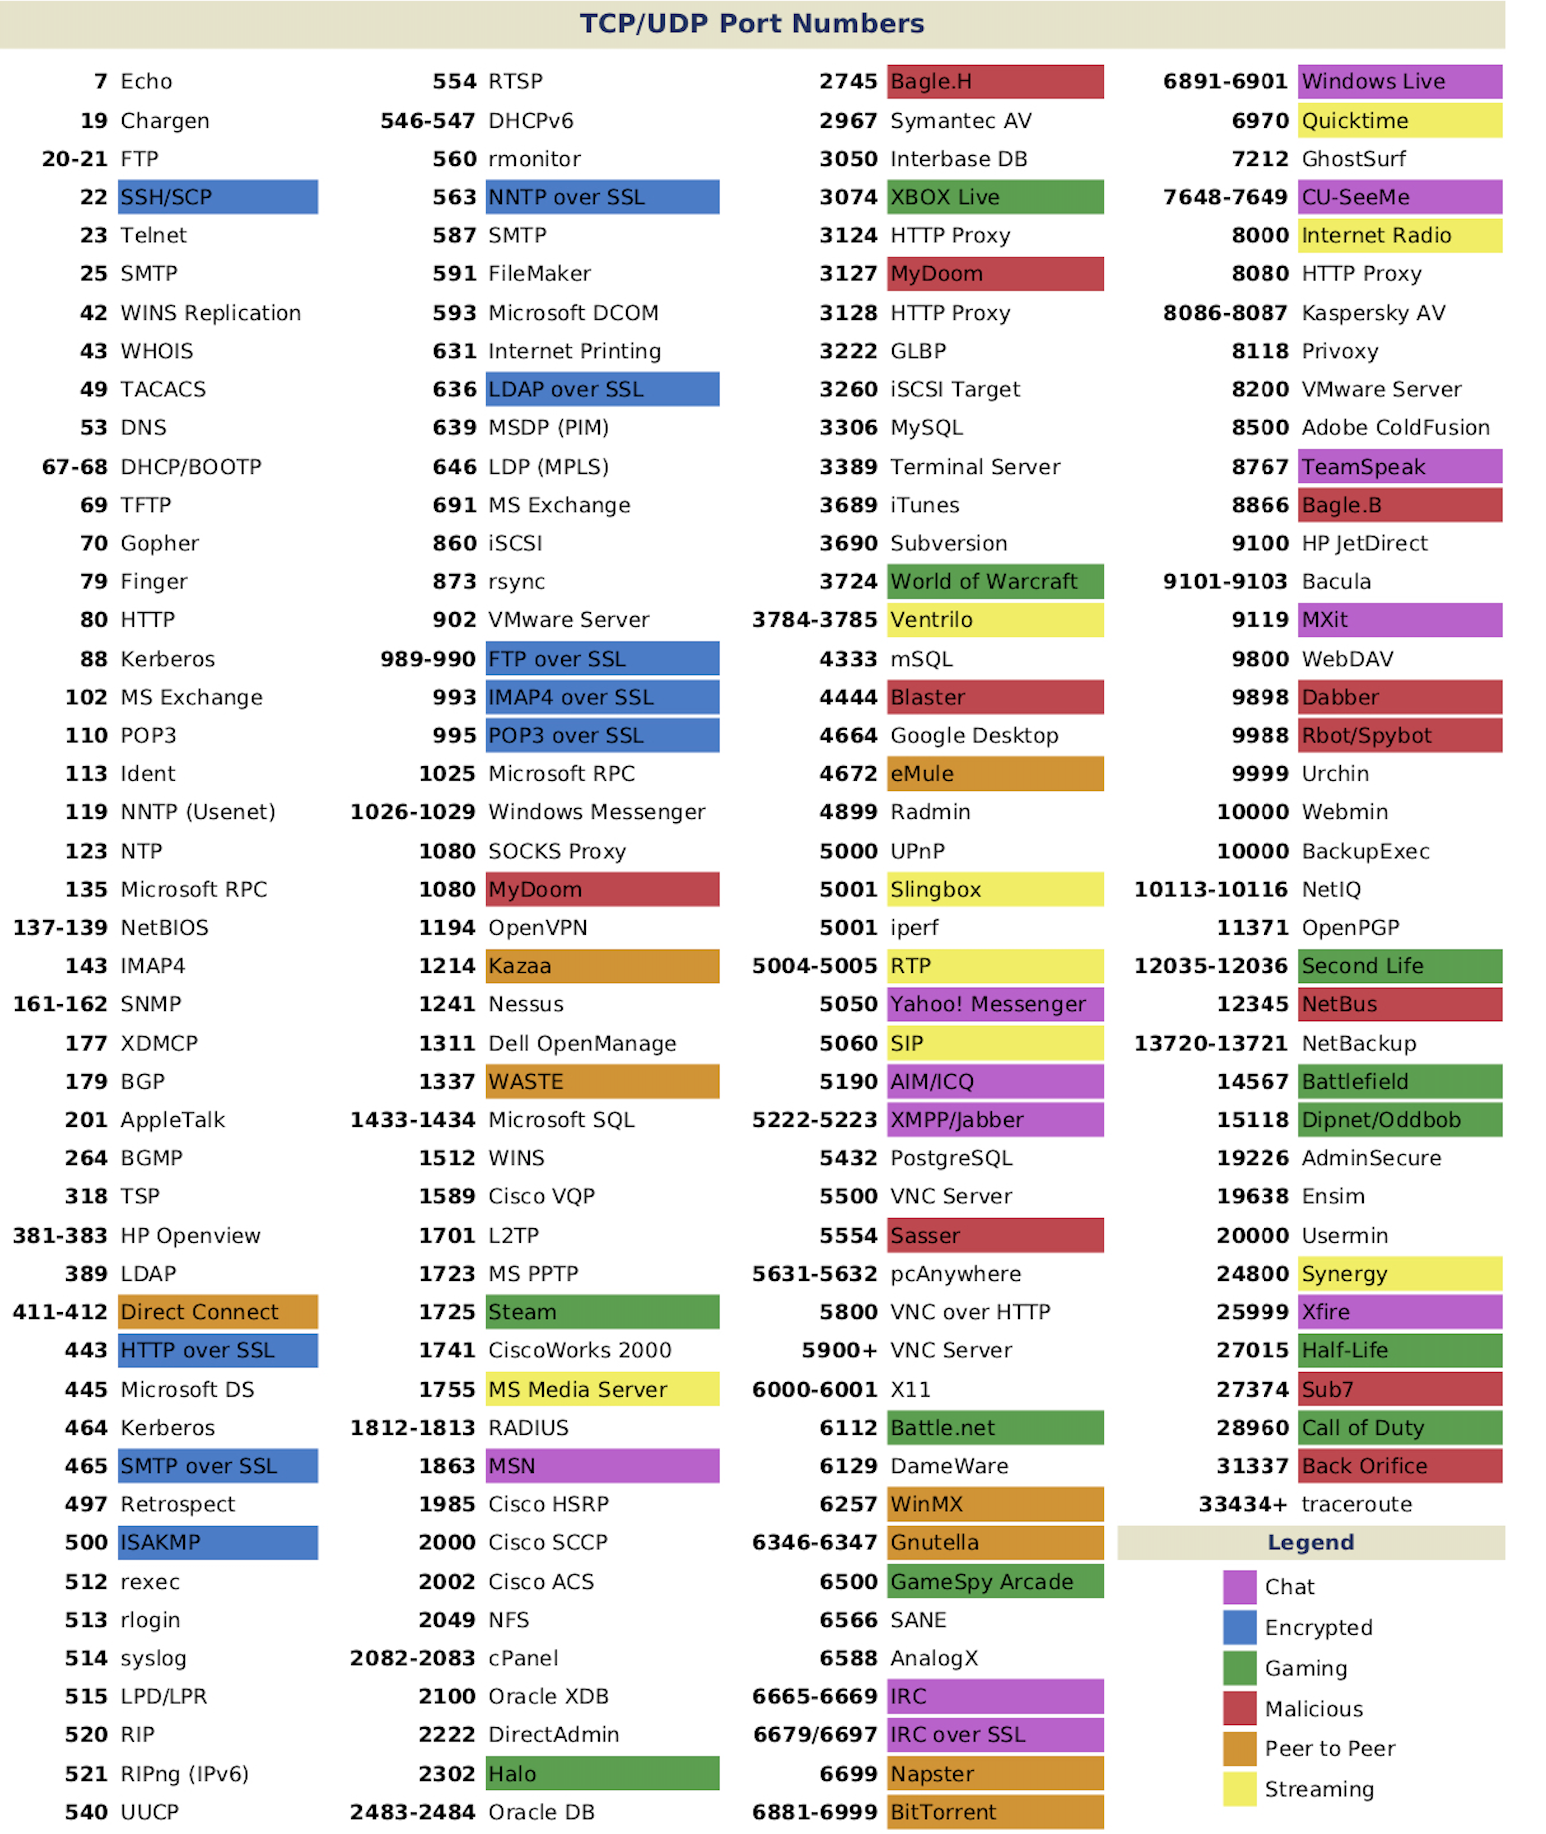 TCP/UDP Port Numbers
7 Echo
19 Chargen
20-21 FTP
22 SSH/SCP
23 Telnet
25 SMTP
42 WINS Replication
43 WHOIS
49 TACACS
53 DNS
67-68 DHCP/BOOTP
69 TFTP
70 Gopher
79 Finger
80 HTTP
88 Kerberos
102 MS Exchange
110 POP3
113 Ident
119 NNTP (Usenet)
123 NTP
135 Microsoft RPC
137-139 NetBIOS
143 IMAP4
161-162 SNMP
177 XDMCP
179 BGP
201 AppleTalk
264 BGMP
318 TSP
381-383 HP Openview
389 LDAP
411-412 Direct Connect
443 HTTP over SSL
445 Microsoft DS
464 Kerberos
465 SMTP over SSL
497 Retrospect
500 ISAKMP
512 rexec
513 rlogin
514 syslog
515 LPD/LPR
520 RIP
521 RIPng (IPv6)
540 UUCP
554 RTSP
546-547 DHCPv6
560 rmonitor
563 NNTP over SSL
587 SMTP
591 FileMaker
593 Microsoft DCOM
631 Internet Printing
636 LDAP over SSL
639 MSDP (PIM)
646 LDP (MPLS)
691 MS Exchange
860 iSCSI
873 rsync
902 VMware Server
989-990 FTP over SSL
993 IMAP4 over SSL
995 POP3 over SSL
1025 Microsoft RPC
1026-1029 Windows Messenger
1080 SOCKS Proxy
1080 MyDoom
1194 OpenVPN
1214 Kazaa
1241 Nessus
1311 Dell OpenManage
1337 WASTE
1433-1434 Microsoft SQL
1512 WINS
1589 Cisco VQP
1701 L2TP
1723 MS PPTP
1725 Steam
1741 CiscoWorks 2000
1755 MS Media Server
1812-1813 RADIUS
1863 MSN
1985 Cisco HSRP
2000 Cisco SCCP
2002 Cisco ACS
2049 NFS
2082-2083 cPanel
2100 Oracle XDB
2222 DirectAdmin
2302 Halo
2483-2484 Oracle DB
2745 Bagle.H
2967 Symantec AV
3050 Interbase DB
3074 XBOX Live
3124 HTTP Proxy
3127 MyDoom
3128 HTTP Proxy
3222 GLBP
3260 iSCSI Target
3306 MySQL
3389 Terminal Server
3689 iTunes
3690 Subversion
3724 World of Warcraft
3784-3785 Ventrilo
4333 mSQL
4444 Blaster
4664 Google Desktop
4672 eMule
4899 Radmin
5000 UPnP
5001 Slingbox
5001 iperf
5004-5005 RTP
5050 Yahoo! Messenger
5060 SIP
5190 AIM/ICQ
5222-5223 XMPP/Jabber
5432 PostgreSQL
5500 VNC Server
5554 Sasser
5631-5632 pcAnywhere
5800 VNC over HTTP
5900+ VNC Server
6000-6001 X11
6112 Battle.net
6129 DameWare
6257 WinMX
6346-6347 Gnutella
6500 GameSpy Arcade
6566 SANE
6588 AnalogX
6665-6669 IRC
6679/6697 IRC over SSL
6699 Napster
6881-6999 BitTorrent
6891-6901 Windows Live
6970 Quicktime
7212 GhostSurf
7648-7649 CU-SeeMe
8000 Internet Radio
8080 HTTP Proxy
8086-8087 Kaspersky AV
8118 Privoxy
8200 VMware Server
8500 Adobe ColdFusion
8767 TeamSpeak
8866 Bagle.B
9100 HP JetDirect
9101-9103 Bacula
9119 MXit
9800 WebDAV
9898 Dabber
9988 Rbot/Spybot
9999 Urchin
10000 Webmin
10000 BackupExec
10113-10116 NetIQ
11371 OpenPGP
12035-12036 Second Life
12345 NetBus
13720-13721 NetBackup
14567 Battlefield
15118 Dipnet/Oddbob
19226 AdminSecure
19638 Ensim
20000 Usermin
24800 Synergy
25999 Xfire
27015 Half-Life
27374 Sub7
28960 Call of Duty
31337 Back Orifice
33434+ traceroute
Legend
Chat
Encrypted
Gaming
Malicious
Peer to Peer
Streaming